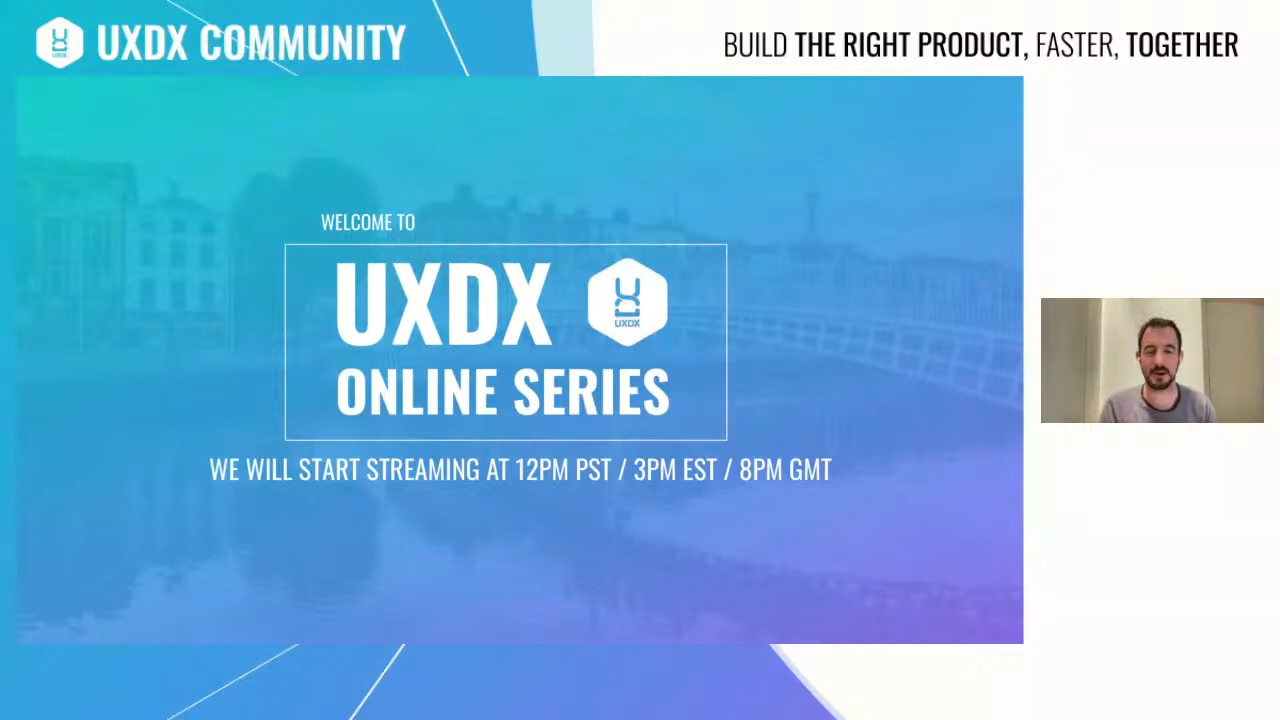 UXDX
UXDX COMMUNITY
BUILD THE RIGHT PRODUCT, FASTER, TOGETHER
WELCOME TO
UXDX
UXDX
ONLINE SERIES
WE WILL START STREAMING AT 12PM PST / 3PM EST / 8PM GMT